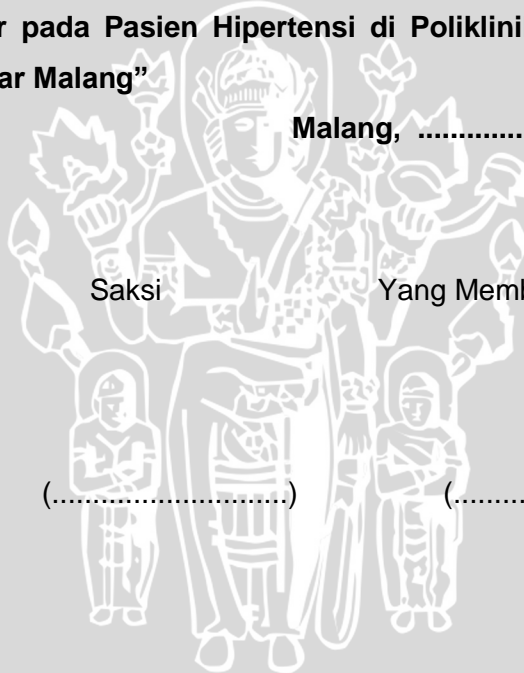 r pada Pasien Hipertensi di Poliklini
ar Malang”
Malang, .............
Saksi Yang Memb
(.............................) (..........